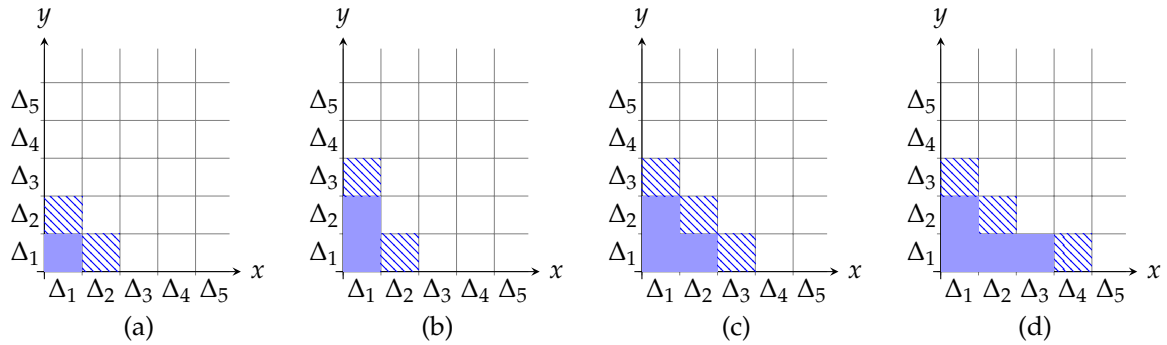 y y y y
Δ₅ Δ₅ Δ₅ Δ₅
Δ₄ Δ₄ Δ₄ Δ₄
Δ₃ Δ₃ Δ₃ Δ₃
Δ₂ Δ₂ Δ₂ Δ₂
Δ₁ Δ₁ Δ₁ Δ₁
x x x x
Δ₁ Δ₂ Δ₃ Δ₄ Δ₅ Δ₁ Δ₂ Δ₃ Δ₄ Δ₅ Δ₁ Δ₂ Δ₃ Δ₄ Δ₅ Δ₁ Δ₂ Δ₃ Δ₄ Δ₅
(a) (b) (c) (d)